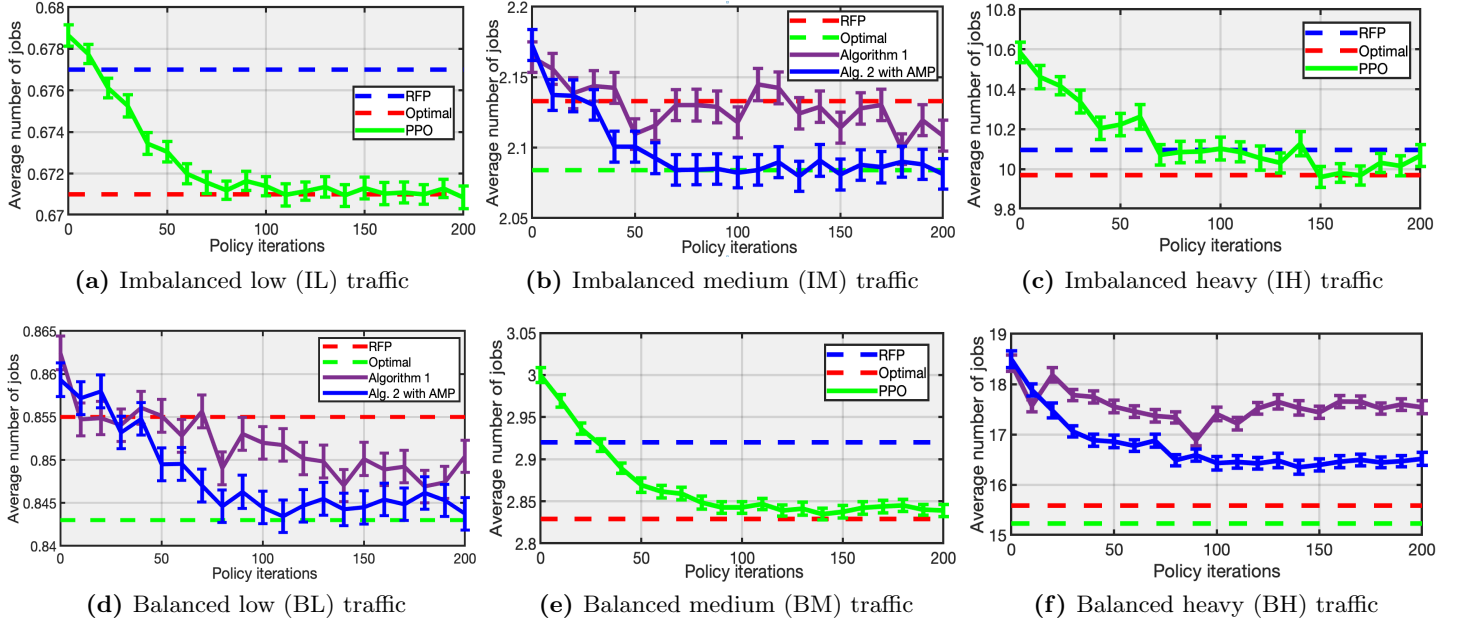 Average number of jobs
0.68
0.678
0.676
0.674
0.672
0.67
0
50
100
150
200
Policy iterations
RFP
Optimal
PPO
(a) Imbalanced low (IL) traffic
Average number of jobs
2.2
2.15
2.1
2.05
0
50
100
150
200
Policy iterations
RFP
Optimal
Algorithm 1
Alg. 2 with AMP
(b) Imbalanced medium (IM) traffic
Average number of jobs
10.8
10.6
10.4
10.2
10
9.8
0
50
100
150
200
Policy iterations
RFP
Optimal
PPO
(c) Imbalanced heavy (IH) traffic
Average number of jobs
0.865
0.86
0.855
0.85
0.845
0.84
0
50
100
150
200
Policy iterations
RFP
Optimal
Algorithm 1
Alg. 2 with AMP
(d) Balanced low (BL) traffic
Average number of jobs
3.05
3
2.95
2.9
2.85
2.8
0
50
100
150
200
Policy iterations
RFP
Optimal
PPO
(e) Balanced medium (BM) traffic
Average number of jobs
19
18
17
16
15
0
50
100
150
200
Policy iterations
(f) Balanced heavy (BH) traffic